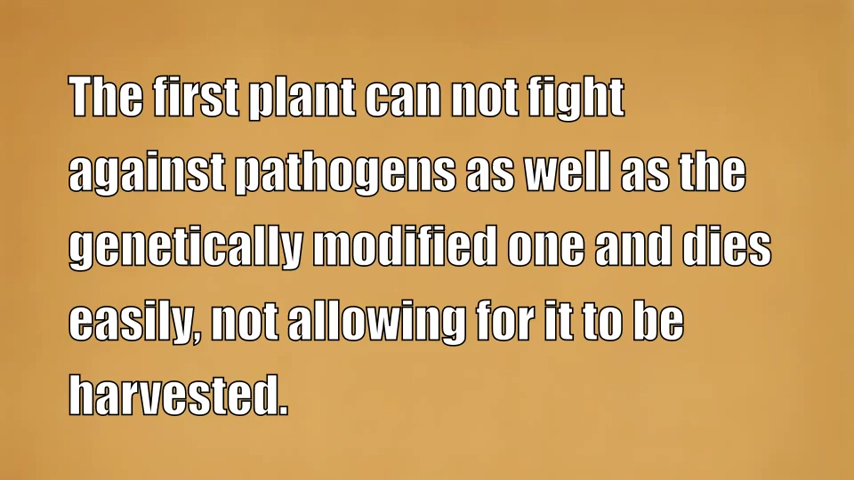 The first plant can not fight
against pathogens as well as the
genetically modified one and dies
easily, not allowing for it to be
harvested.